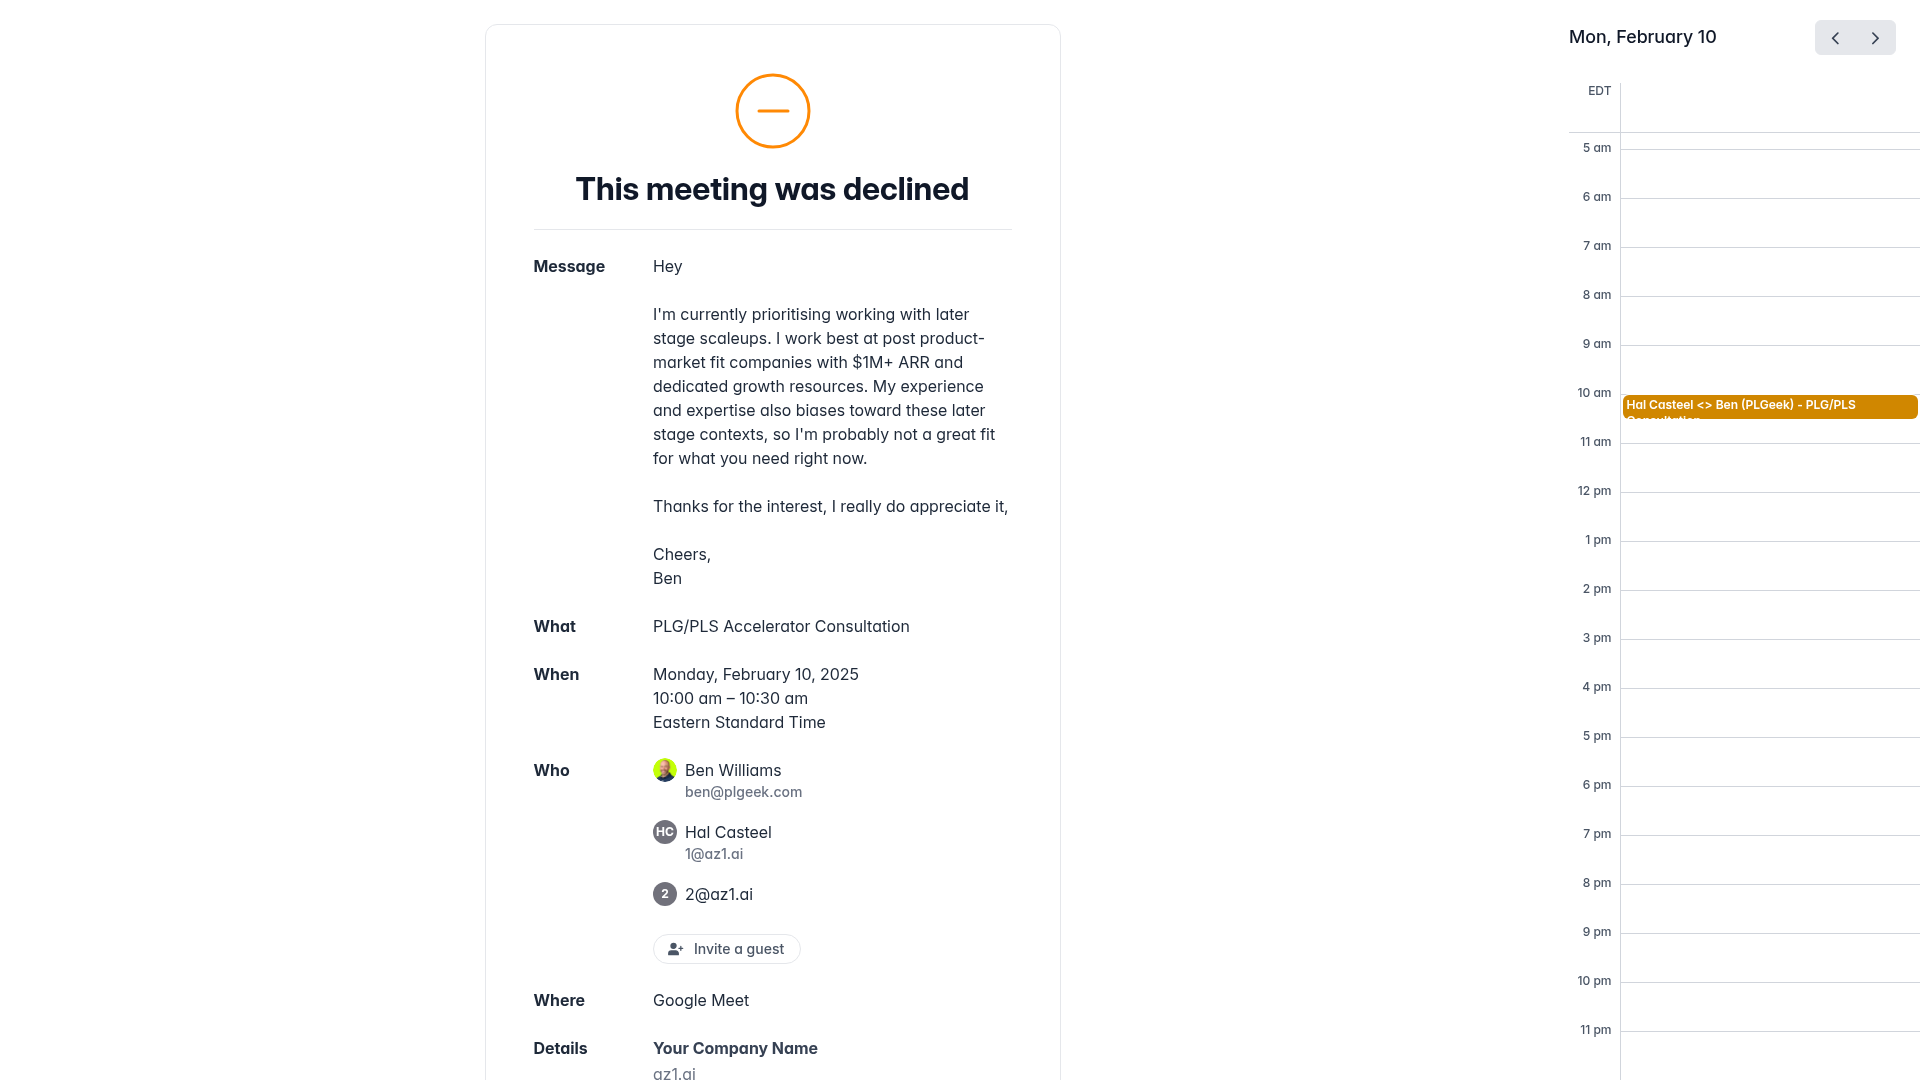 This meeting was declined
Message
Hey
I'm currently prioritising working with later
stage scaleups. I work best at post product-
market fit companies with $1M+ ARR and
dedicated growth resources. My experience
and expertise also biases toward these later
stage contexts, so I'm probably not a great fit
for what you need right now.
Thanks for the interest, I really do appreciate it,
Cheers,
Ben
What
PLG/PLS Accelerator Consultation
When
Monday, February 10, 2025
10:00 am – 10:30 am
Eastern Standard Time
Who
Ben Williams
ben@plgeek.com
HC
Hal Casteel
1@az1.ai
2
2@az1.ai
Invite a guest
Where
Google Meet
Details
Your Company Name
az1.ai
Mon, February 10
EDT
5 am
6 am
7 am
8 am
9 am
10 am
Hal Casteel <> Ben (PLGeek) - PLG/PLS
Consultation
11 am
12 pm
1 pm
2 pm
3 pm
4 pm
5 pm
6 pm
7 pm
8 pm
9 pm
10 pm
11 pm